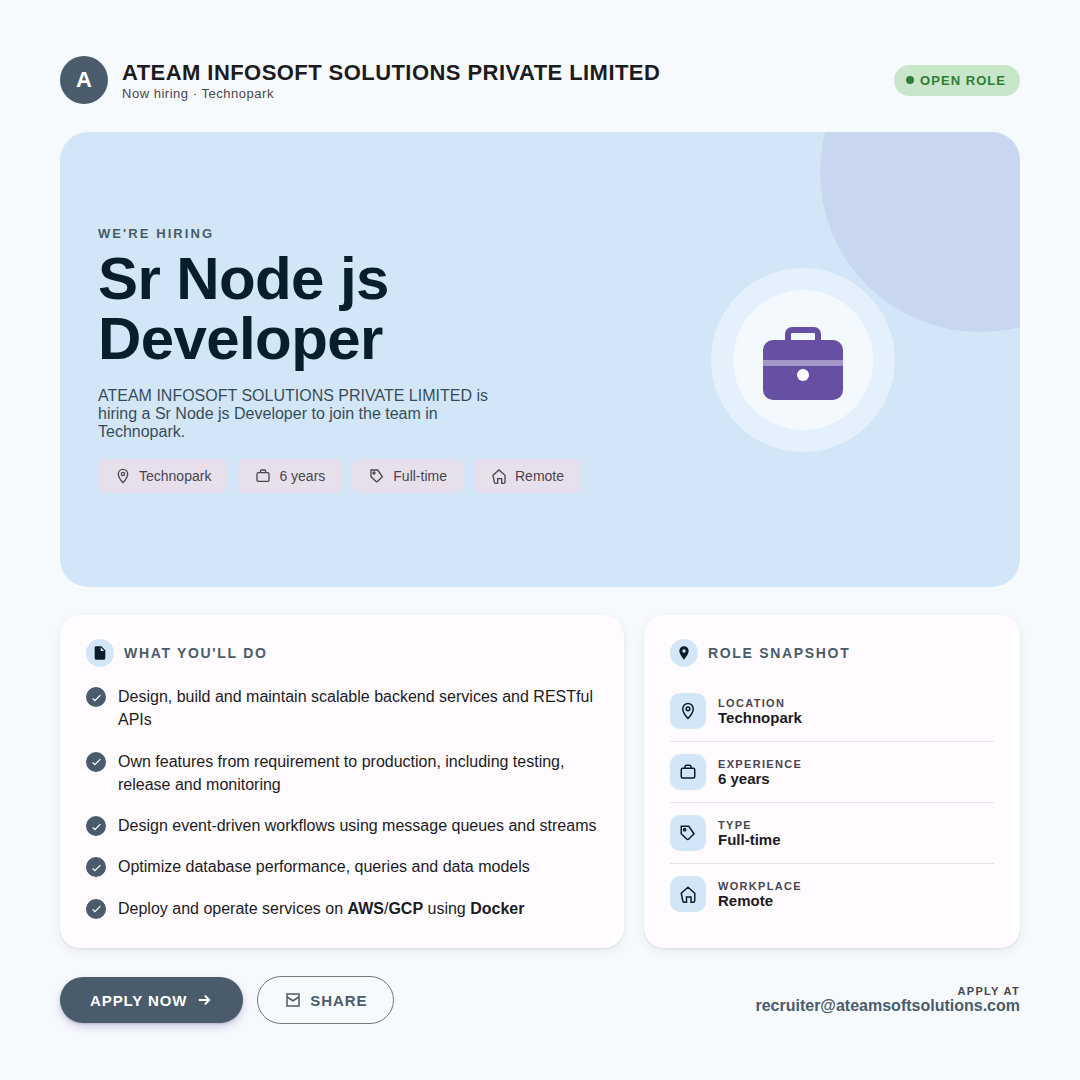 A
ATEAM INFOSOFT SOLUTIONS PRIVATE LIMITED
Now hiring · Technopark
OPEN ROLE
WE'RE HIRING
Sr Node js
Developer
ATEAM INFOSOFT SOLUTIONS PRIVATE LIMITED is
hiring a Sr Node js Developer to join the team in
Technopark.
Technopark
6 years
Full-time
Remote
WHAT YOU'LL DO
Design, build and maintain scalable backend services and RESTful
APIs
Own features from requirement to production, including testing,
release and monitoring
Design event-driven workflows using message queues and streams
Optimize database performance, queries and data models
Deploy and operate services on AWS/GCP using Docker
ROLE SNAPSHOT
LOCATION
Technopark
EXPERIENCE
6 years
TYPE
Full-time
WORKPLACE
Remote
APPLY NOW
SHARE
APPLY AT
recruiter@ateamsoftsolutions.com